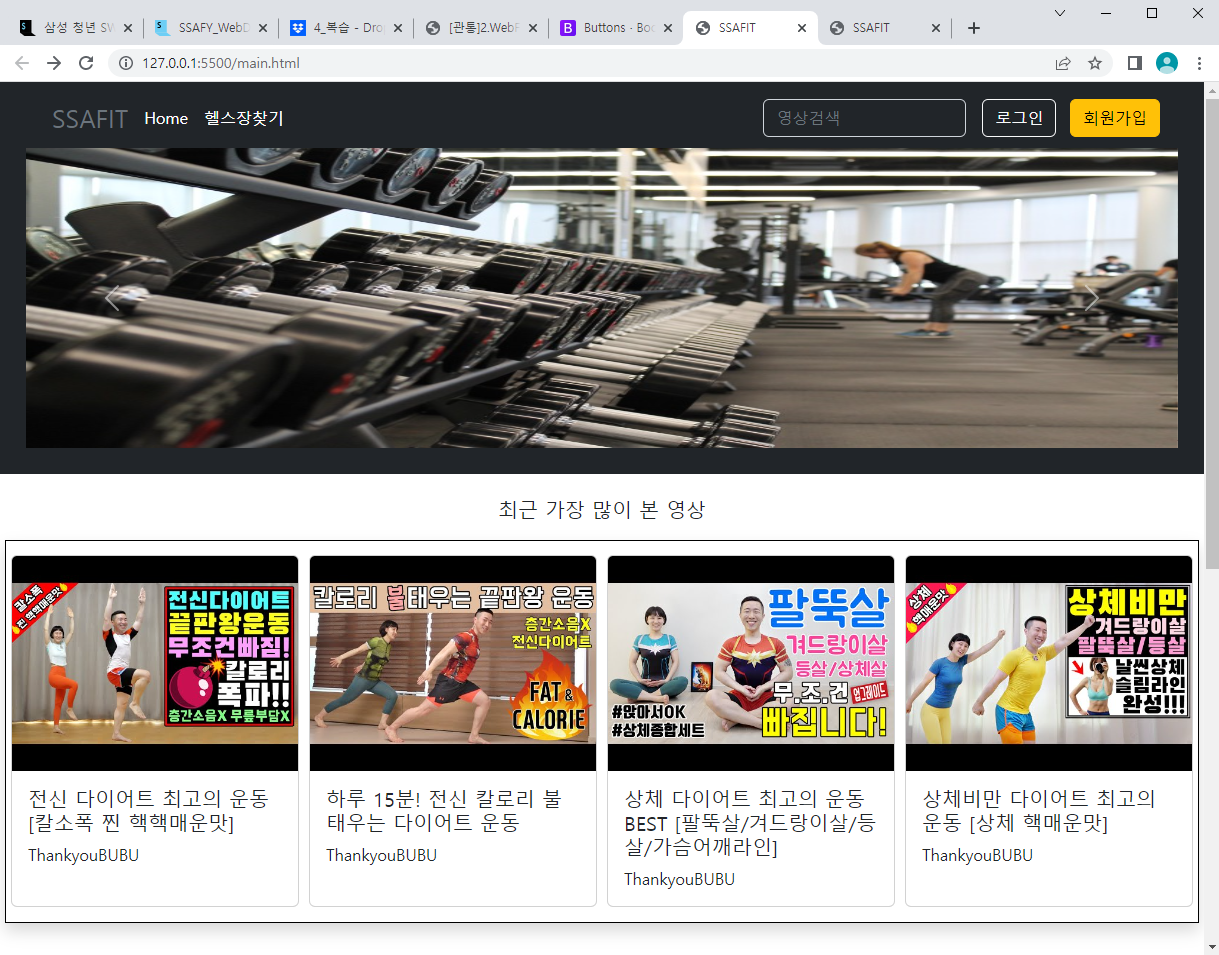 삼성 청년 SW
SSAFY_WebD
4_복습 - Dro
[관통]2.WebF
Buttons · Boo
SSAFIT
SSAFIT
127.0.0.1:5500/main.html
SSAFIT
Home
헬스장찾기
영상검색
로그인
회원가입
최근 가장 많이 본 영상
칼소폭
찐 핵핵매운맛
전신다이어트
끝판왕운동
무조건빠짐!
칼로리
폭파!!
층간소음X 무릎부담X
칼로리 불태우는 끝판왕 운동
층간소음X
전신다이어트
FAT &
CALORIE
팔뚝살
겨드랑이살
등살/상체살
무.조.건 업그레이드
빠집니다!
#앉아서OK
#상체종합세트
상체
핵매운맛
상체비만
겨드랑이살
팔뚝살/등살
날씬상체
슬림라인
완성!!!
전신 다이어트 최고의 운동
[칼소폭 찐 핵핵매운맛]
ThankyouBUBU
하루 15분! 전신 칼로리 불
태우는 다이어트 운동
ThankyouBUBU
상체 다이어트 최고의 운동
BEST [팔뚝살/겨드랑이살/등
살/가슴어깨라인]
ThankyouBUBU
상체비만 다이어트 최고의
운동 [상체 핵매운맛]
ThankyouBUBU